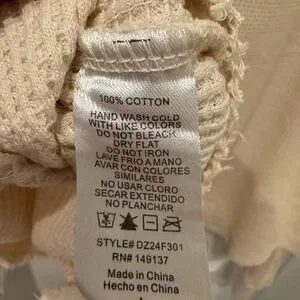 100% COTTON
HAND WASH COLD
WITH LIKE COLORS
DO NOT BLEACH
DRY FLAT
DO NOT IRON
LAVE FRIO A MANO
AVAR CON COLORES
SIMILARES
NO USAR CLORO
SECAR EXTENDIDO
NO PLANCHAR
STYLE# DZ24F301
RN# 149137
Made in China
Hecho en China